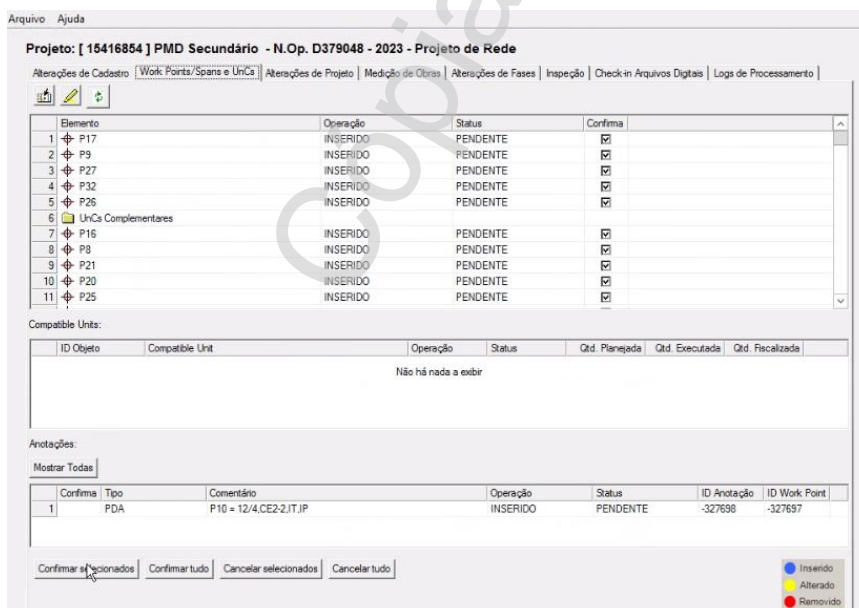 Arquivo Ajuda
Projeto: [ 15416854 ] PMD Secundário - N.Op. D379048 - 2023 - Projeto de Rede
Alterações de Cadastro Work Points/Spans e UnCs Alterações de Projeto Medição de Obras Alterações de Fases Inspeção Check-in Arquivos Digitais Logs de Processamento
Elemento Operação Status Confirma
1 P17 INSERIDO PENDENTE
2 P9 INSERIDO PENDENTE
3 P27 INSERIDO PENDENTE
4 P32 INSERIDO PENDENTE
5 P26 INSERIDO PENDENTE
6 UnCs Complementares
7 P16 INSERIDO PENDENTE
8 P8 INSERIDO PENDENTE
9 P21 INSERIDO PENDENTE
10 P20 INSERIDO PENDENTE
11 P25 INSERIDO PENDENTE
Compatible Units:
ID Objeto Compatible Unit Operação Status Qtd. Planejada Qtd. Executada Qtd. Fiscalizada
Não há nada a exibir
Anotações:
Mostrar Todas
Confirma Tipo Comentário Operação Status ID Anotação ID Work Point
1 PDA P10 = 12/4,CE2-2,IT,IP INSERIDO PENDENTE -327698 -327697
Confirmar selecionados Confirmar tudo Cancelar selecionados Cancelar tudo
Inserido
Alterado
Removido
Copia